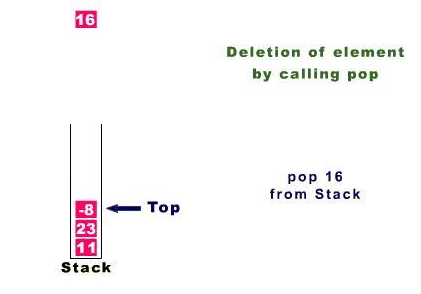 16
Deletion of element
by calling pop
pop 16
from Stack
-8
Top
23
11
Stack